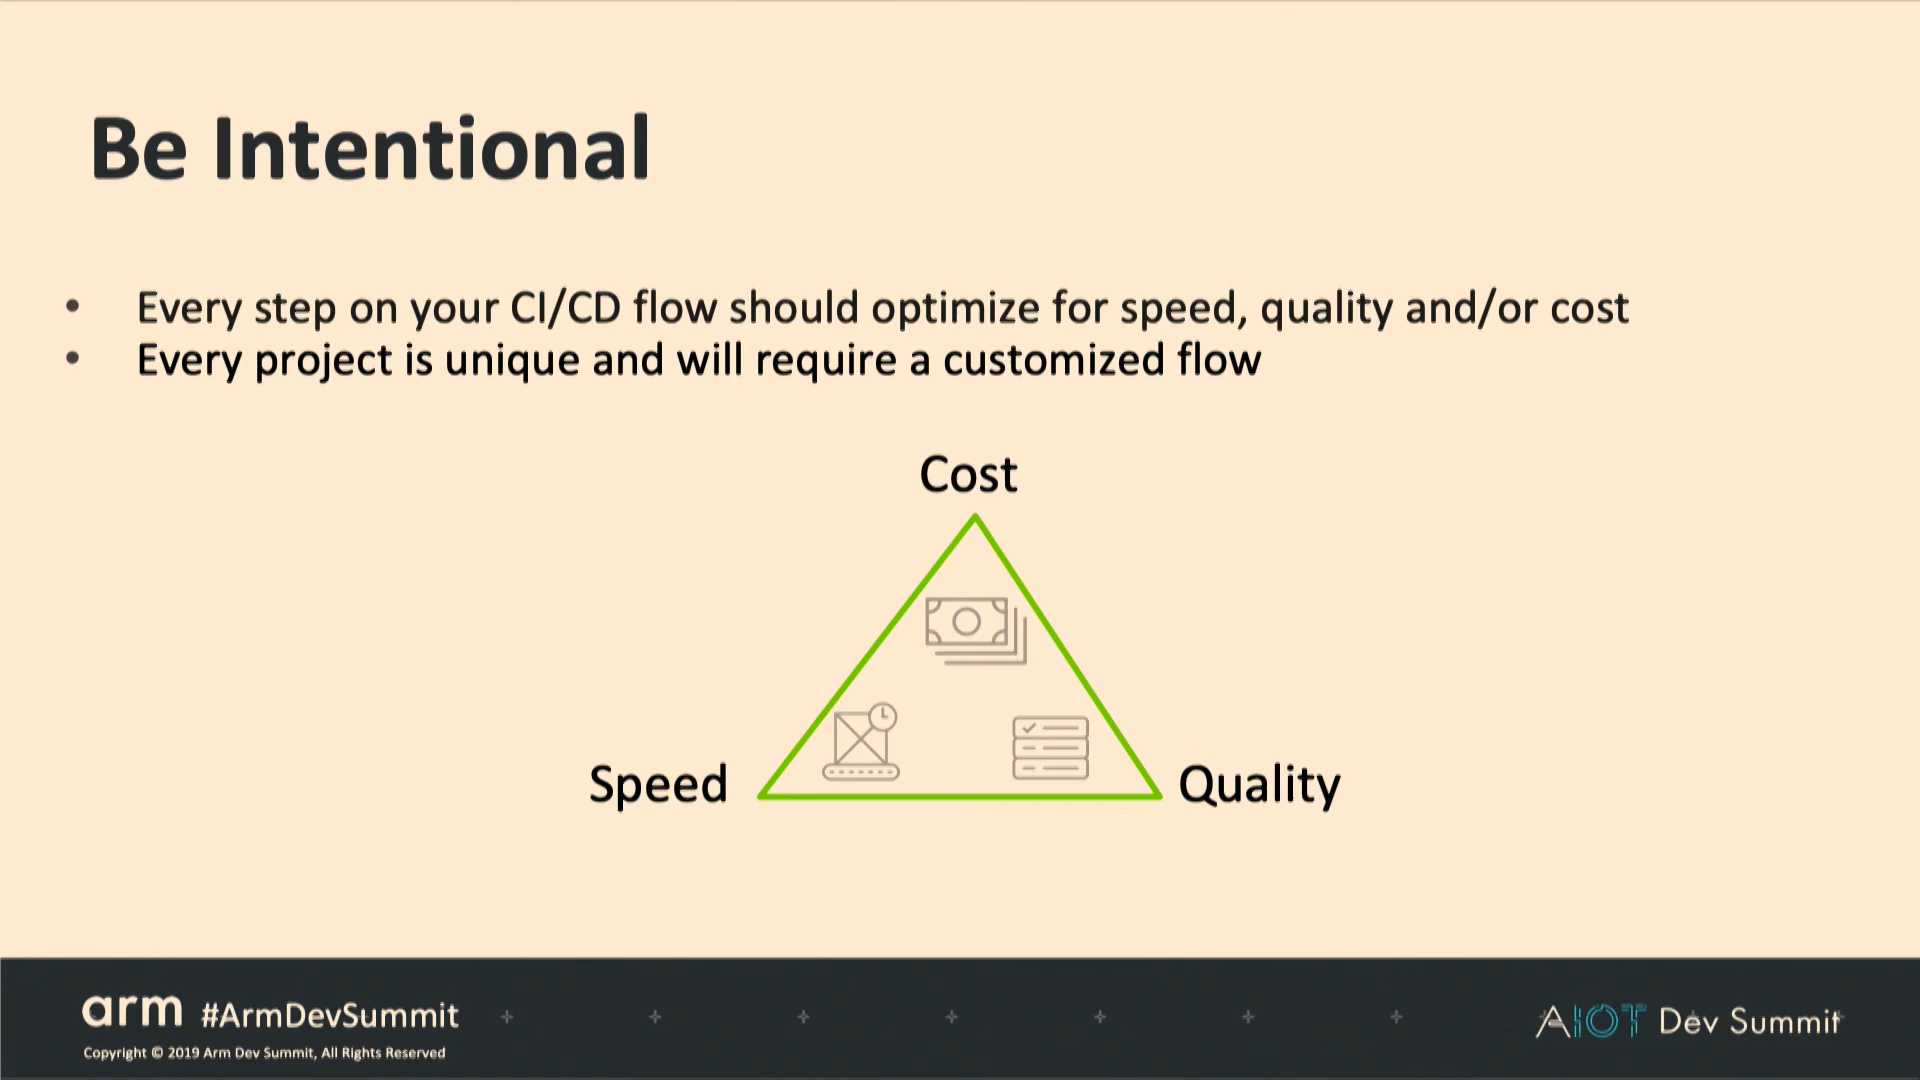 Be Intentional
• Every step on your CI/CD flow should optimize for speed, quality and/or cost
• Every project is unique and will require a customized flow
Cost
Speed
Quality
arm #ArmDevSummit
Copyright © 2019 Arm Dev Summit, All Rights Reserved
AIOT Dev Summit